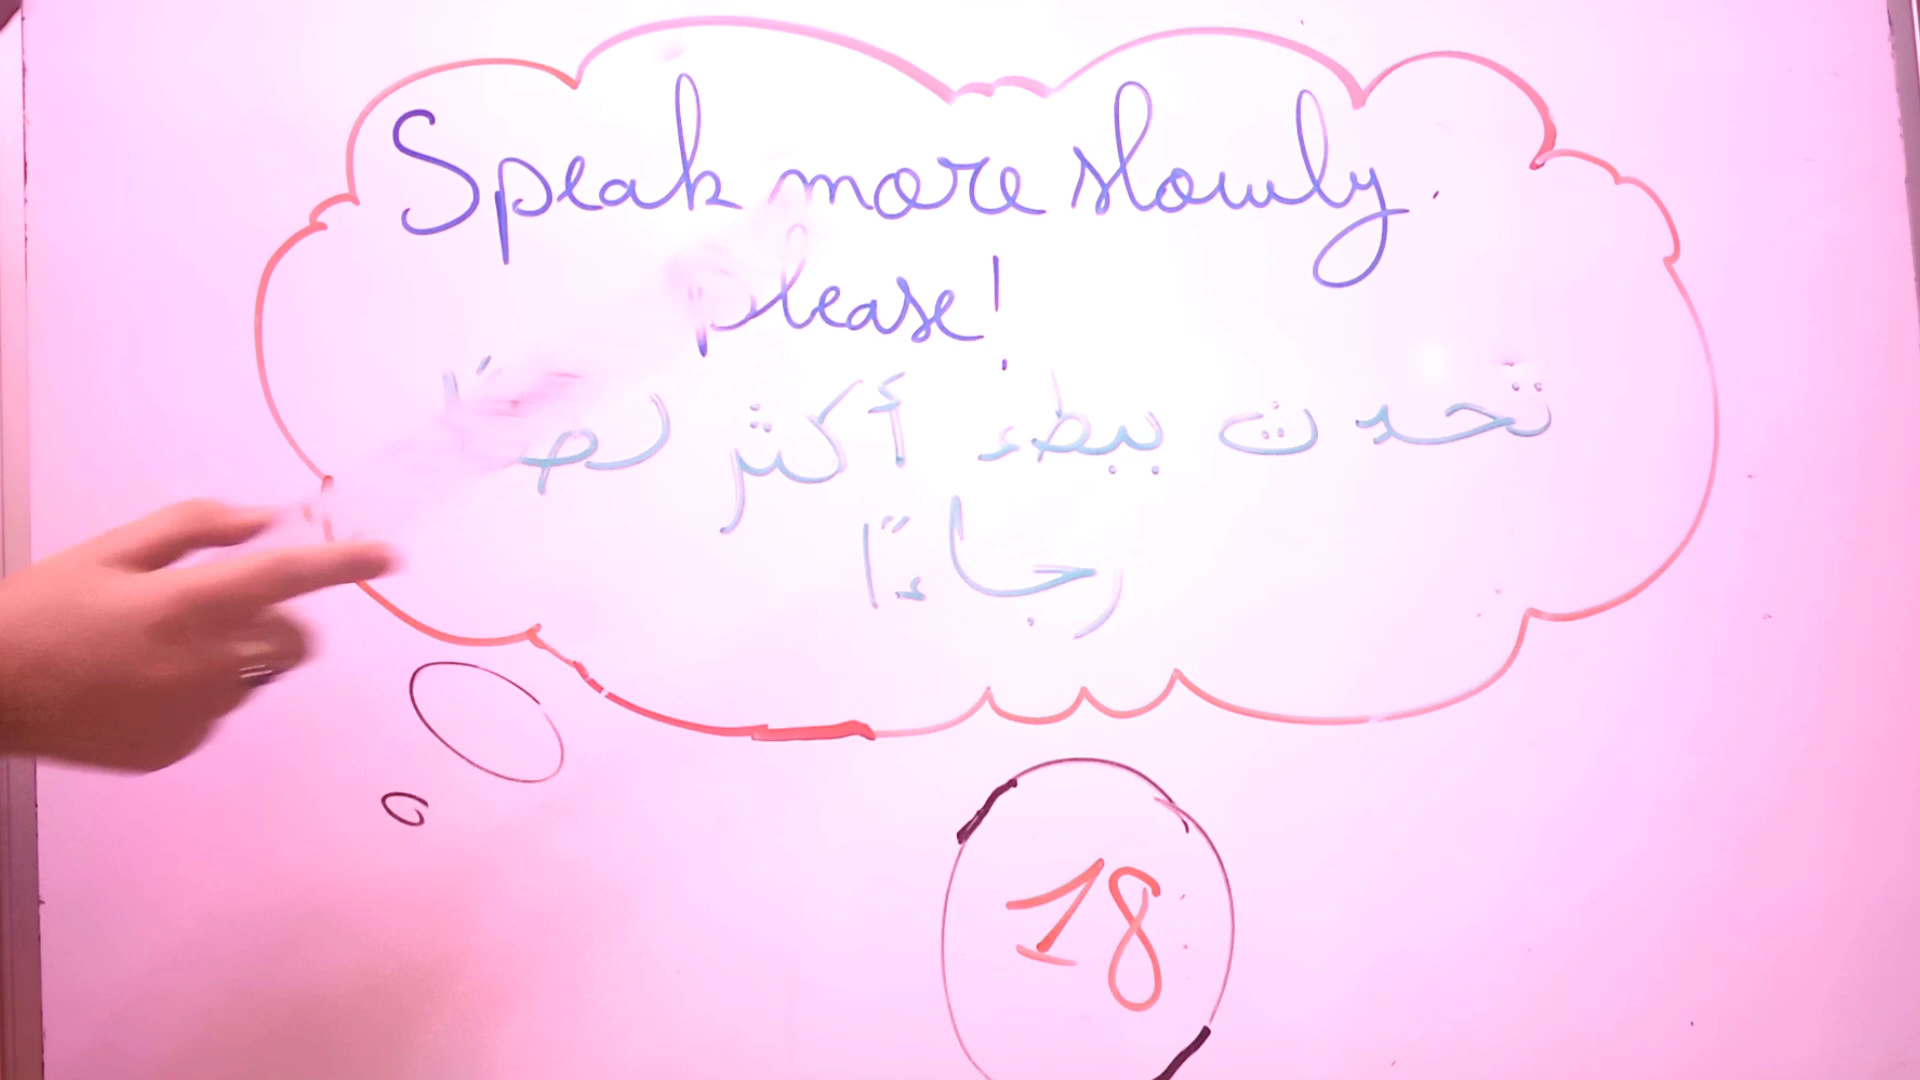 Speak more slowly.
please!
تحدث ببطء أكثر
رجاءًا
18